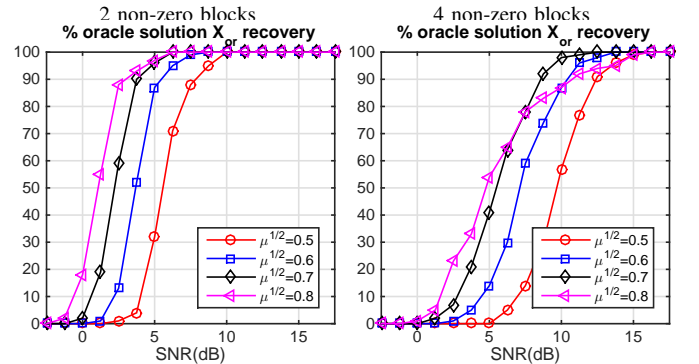 2 non-zero blocks
% oracle solution X_or recovery
100
90
80
70
60
50
40
30
20
10
0
0 5 10 15
SNR(dB)
μ^1/2=0.5
μ^1/2=0.6
μ^1/2=0.7
μ^1/2=0.8
4 non-zero blocks
% oracle solution X_or recovery
100
90
80
70
60
50
40
30
20
10
0
0 5 10 15
SNR(dB)
μ^1/2=0.5
μ^1/2=0.6
μ^1/2=0.7
μ^1/2=0.8